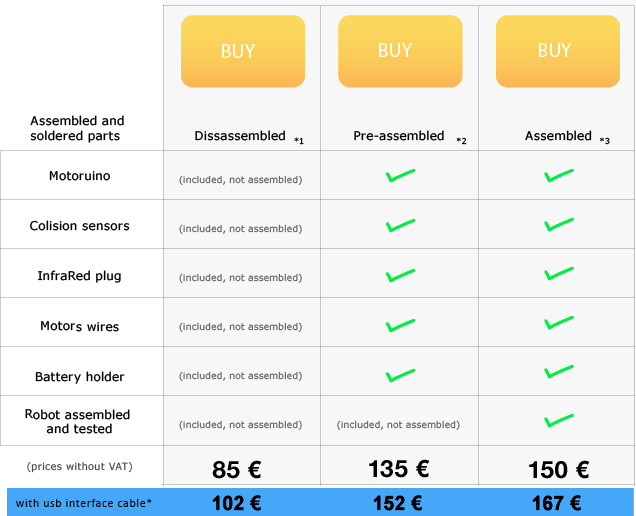 BUY BUY BUY
Assembled and
soldered parts
Dissassembled *1 Pre-assembled *2 Assembled *3
Motoruino (included, not assembled)
Colision sensors (included, not assembled)
InfraRed plug (included, not assembled)
Motors wires (included, not assembled)
Battery holder (included, not assembled)
Robot assembled
and tested (included, not assembled) (included, not assembled)
(prices without VAT) 85 € 135 € 150 €
with usb interface cable* 102 € 152 € 167 €